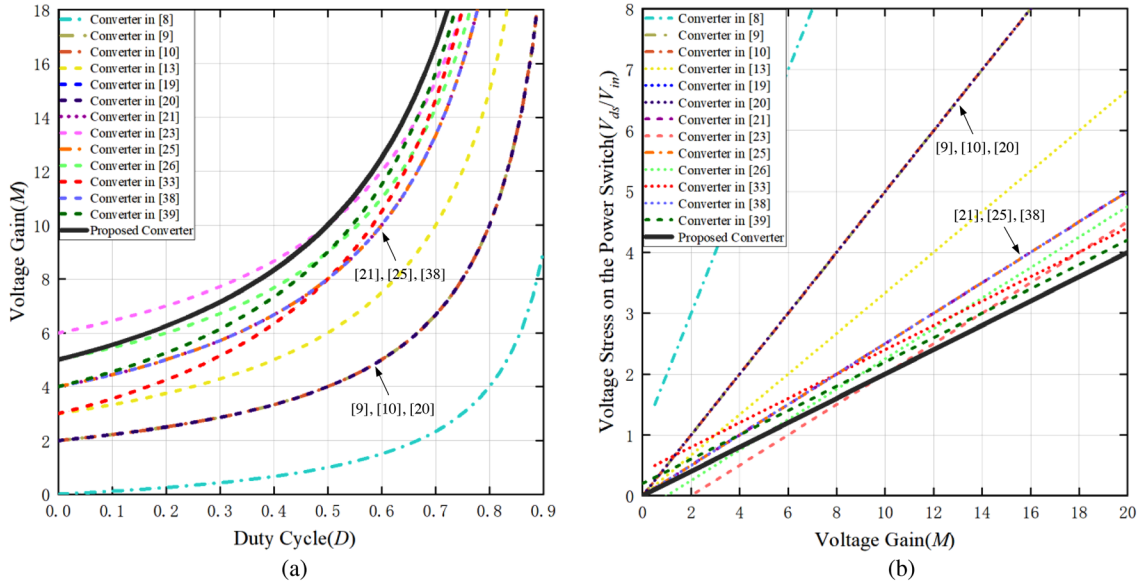 18
16
14
12
10
8
6
4
2
0
Voltage Gain(M)
Converter in [8]
Converter in [9]
Converter in [10]
Converter in [13]
Converter in [19]
Converter in [20]
Converter in [21]
Converter in [23]
Converter in [25]
Converter in [26]
Converter in [33]
Converter in [38]
Converter in [39]
Proposed Converter
[21], [25], [38]
[9], [10], [20]
0.0 0.1 0.2 0.3 0.4 0.5 0.6 0.7 0.8 0.9
Duty Cycle(D)
(a)
8
7
6
5
4
3
2
1
0
Voltage Stress on the Power Switch(Vds/Vin)
Converter in [8]
Converter in [9]
Converter in [10]
Converter in [13]
Converter in [19]
Converter in [20]
Converter in [21]
Converter in [23]
Converter in [25]
Converter in [26]
Converter in [33]
Converter in [38]
Converter in [39]
Proposed Converter
[9], [10], [20]
[21], [25], [38]
0 2 4 6 8 10 12 14 16 18 20
Voltage Gain(M)
(b)